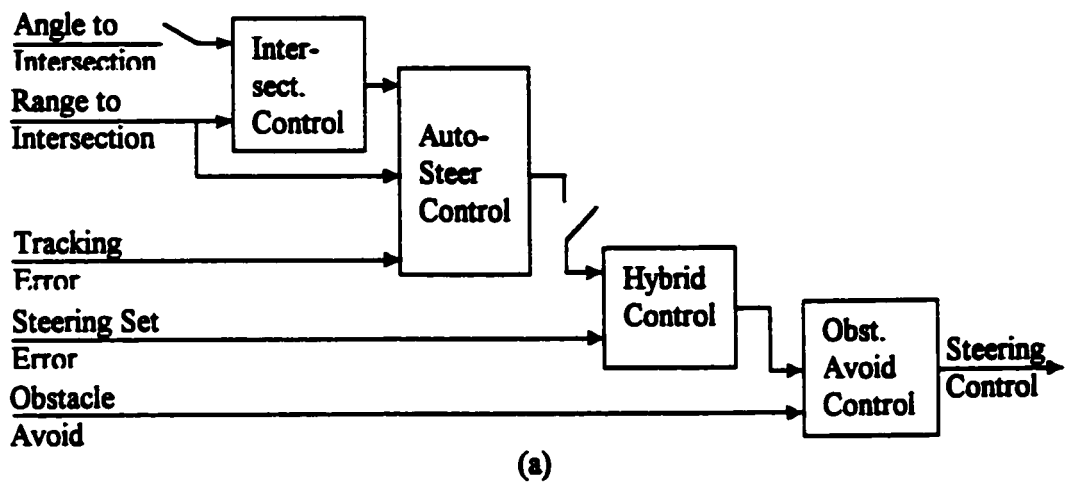 Angle to
Intersection
Range to
Intersection
Tracking
Error
Steering Set
Error
Obstacle
Avoid
Inter-
sect.
Control
Auto-
Steer
Control
Hybrid
Control
Obst.
Avoid
Control
Steering
Control
(a)